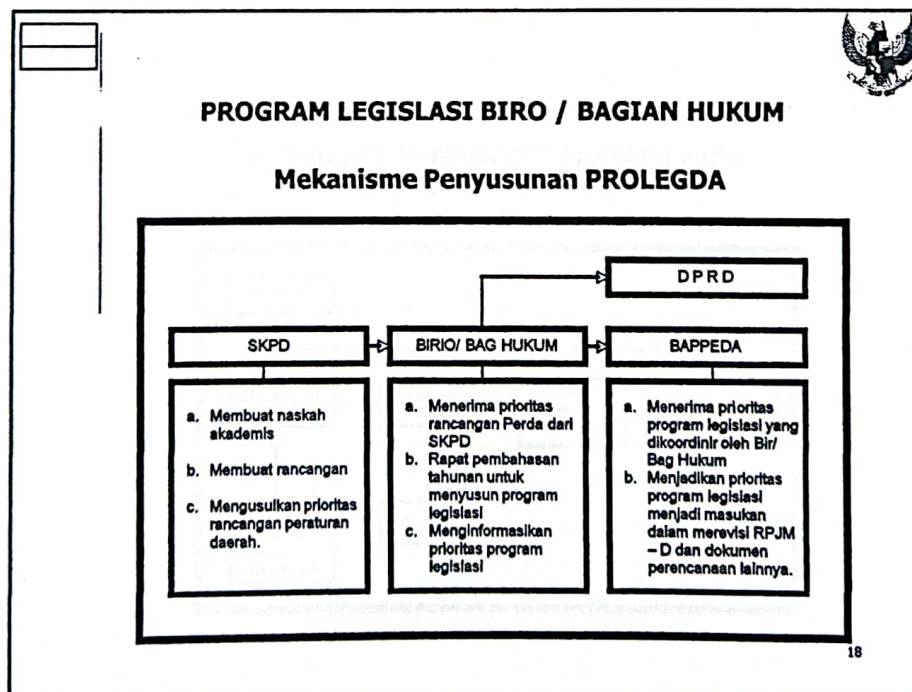 PROGRAM LEGISLASI BIRO / BAGIAN HUKUM
Mekanisme Penyusunan PROLEGDA
DPRD
SKPD
BIRIO/ BAG HUKUM
BAPPEDA
a. Membuat naskah
akademis
b. Membuat rancangan
c. Mengusulkan prioritas
rancangan peraturan
daerah.
a. Menerima prioritas
rancangan Perda dari
SKPD
b. Rapat pembahasan
tahunan untuk
menyusun program
legislasi
c. Menginformasikan
prioritas program
legislasi
a. Menerima prioritas
program legislasi yang
dikoordinir oleh Bir/
Bag Hukum
b. Menjadikan prioritas
program legislasi
menjadi masukan
dalam merevisi RPJM
– D dan dokumen
perencanaan lainnya.
18